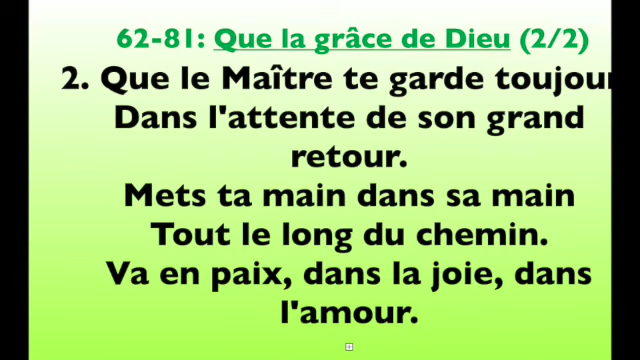 62-81: Que la grâce de Dieu (2/2)
2. Que le Maître te garde toujour
Dans l'attente de son grand
retour.
Mets ta main dans sa main
Tout le long du chemin.
Va en paix, dans la joie, dans
l'amour.